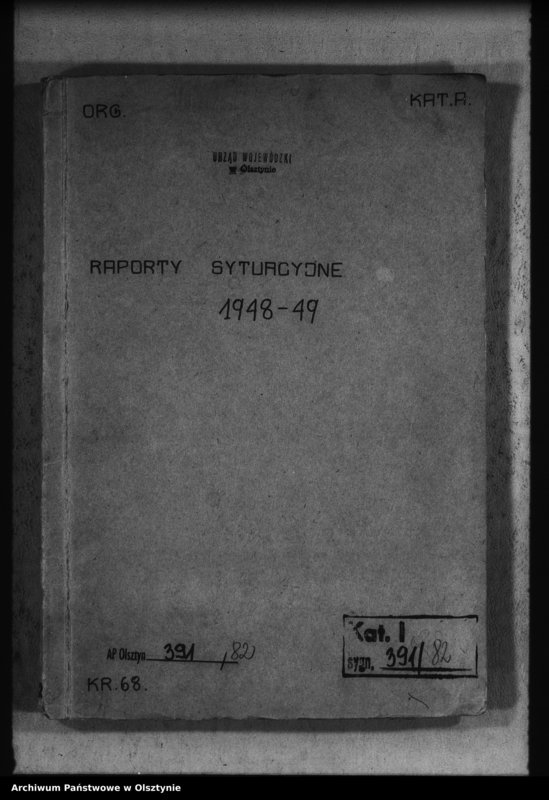 ORG.
KAT.A.
URZĄD WOJEWÓDZKI
w Olsztynie
RAPORTY SYTUACYJNE
1948-49
Kat. I
sygn. 391/82
AP Olsztyn 391/82
KR.68.
Archiwum Państwowe w Olsztynie